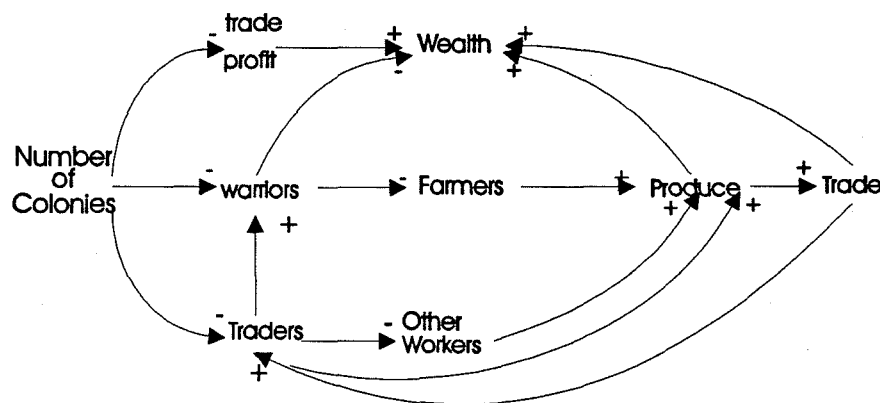 - trade
profit
+
-
Wealth
+
+
Number
of
Colonies
-
warriors
+
-
Farmers
+
Produce
+
+
+
Trade
-
Traders
+
-
Other
Workers